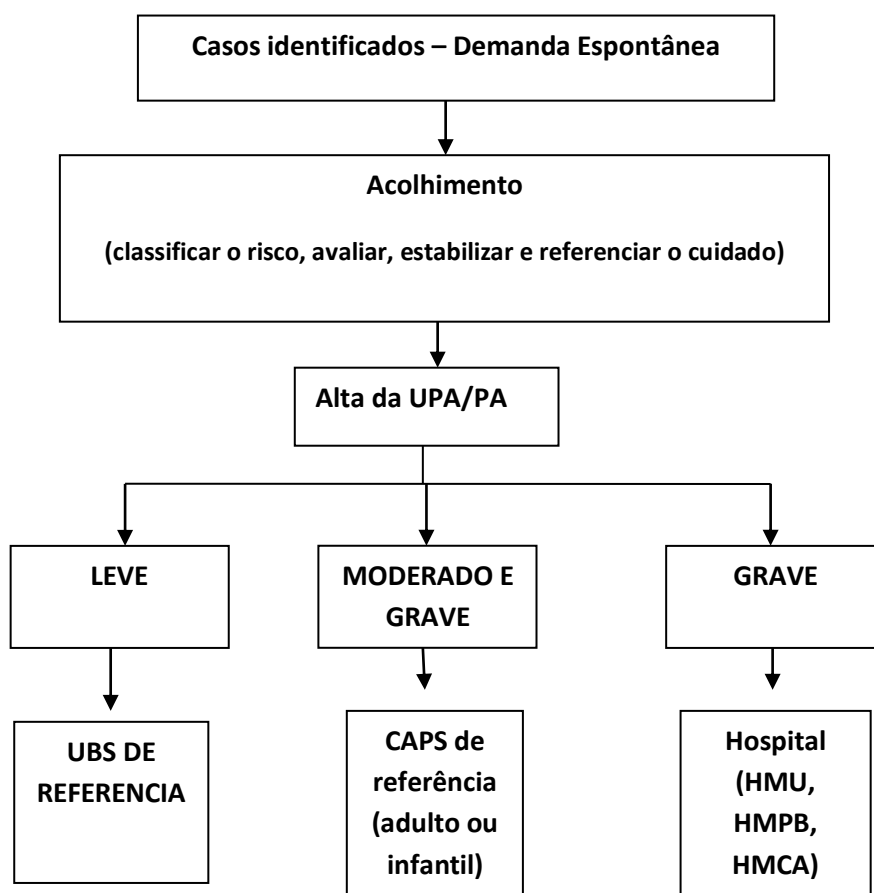 Casos identificados – Demanda Espontânea
Acolhimento
(classificar o risco, avaliar, estabilizar e referenciar o cuidado)
Alta da UPA/PA
LEVE
MODERADO E
GRAVE
GRAVE
UBS DE
REFERENCIA
CAPS de
referência
(adulto ou
infantil)
Hospital
(HMU,
HMPB,
HMCA)